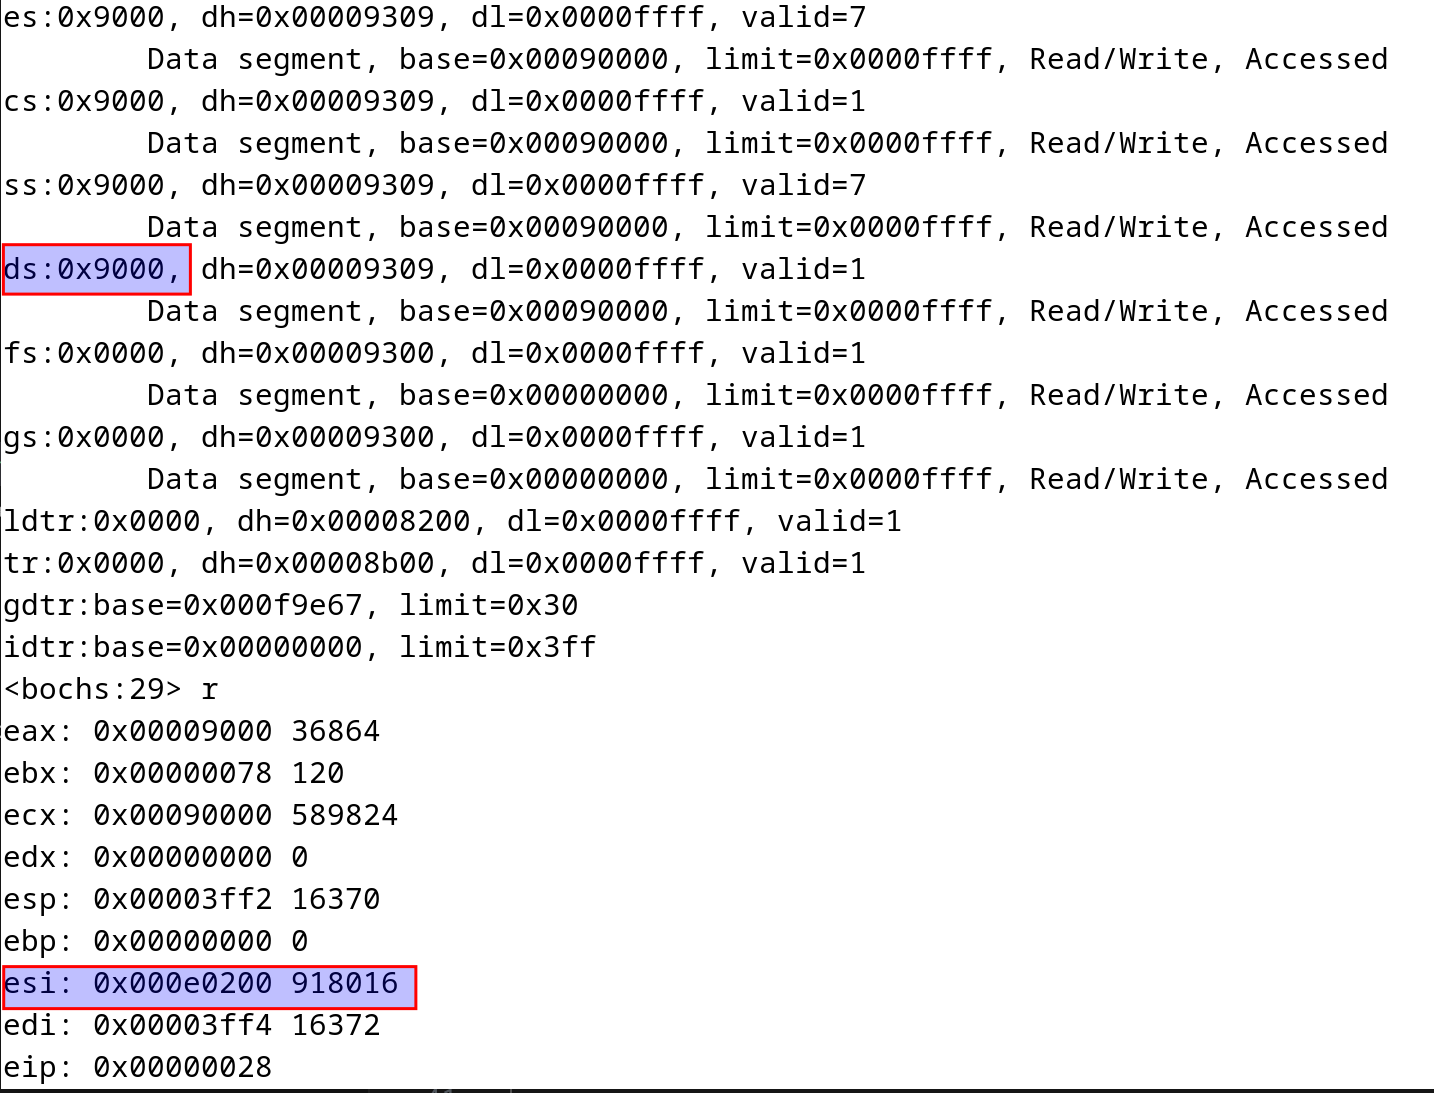 es:0x9000, dh=0x00009309, dl=0x0000ffff, valid=7
Data segment, base=0x00090000, limit=0x0000ffff, Read/Write, Accessed
cs:0x9000, dh=0x00009309, dl=0x0000ffff, valid=1
Data segment, base=0x00090000, limit=0x0000ffff, Read/Write, Accessed
ss:0x9000, dh=0x00009309, dl=0x0000ffff, valid=7
Data segment, base=0x00090000, limit=0x0000ffff, Read/Write, Accessed
ds:0x9000, dh=0x00009309, dl=0x0000ffff, valid=1
Data segment, base=0x00090000, limit=0x0000ffff, Read/Write, Accessed
fs:0x0000, dh=0x00009300, dl=0x0000ffff, valid=1
Data segment, base=0x00000000, limit=0x0000ffff, Read/Write, Accessed
gs:0x0000, dh=0x00009300, dl=0x0000ffff, valid=1
Data segment, base=0x00000000, limit=0x0000ffff, Read/Write, Accessed
ldtr:0x0000, dh=0x00008200, dl=0x0000ffff, valid=1
tr:0x0000, dh=0x00008b00, dl=0x0000ffff, valid=1
gdtr:base=0x000f9e67, limit=0x30
idtr:base=0x00000000, limit=0x3ff
<bochs:29> r
eax: 0x00009000 36864
ebx: 0x00000078 120
ecx: 0x00090000 589824
edx: 0x00000000 0
esp: 0x00003ff2 16370
ebp: 0x00000000 0
esi: 0x000e0200 918016
edi: 0x00003ff4 16372
eip: 0x00000028